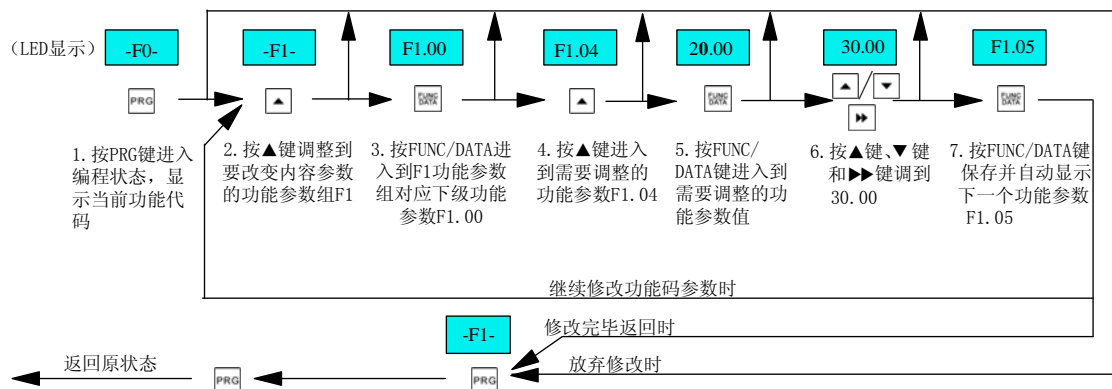 (LED显示)
-F0-
-F1-
F1.00
F1.04
20.00
30.00
F1.05
PRG
▲
FUNC
DATA
▲
FUNC
DATA
▲/▼
▶▶
FUNC
DATA
1.按PRG键进入
编程状态，显
示当前功能代
码
2.按▲键调整到
要改变内容参数
的功能参数组F1
3.按FUNC/DATA进
入到F1功能参数
组对应下级功能
参数F1.00
4.按▲键进入
到需要调整的
功能参数F1.04
5.按FUNC/
DATA键进入到
需要调整的功
能参数值
6.按▲键、▼键
和▶▶键调到
30.00
7.按FUNC/DATA键
保存并自动显示
下一个功能参数
F1.05
继续修改功能码参数时
-F1-
修改完毕返回时
返回原状态
放弃修改时
PRG
PRG